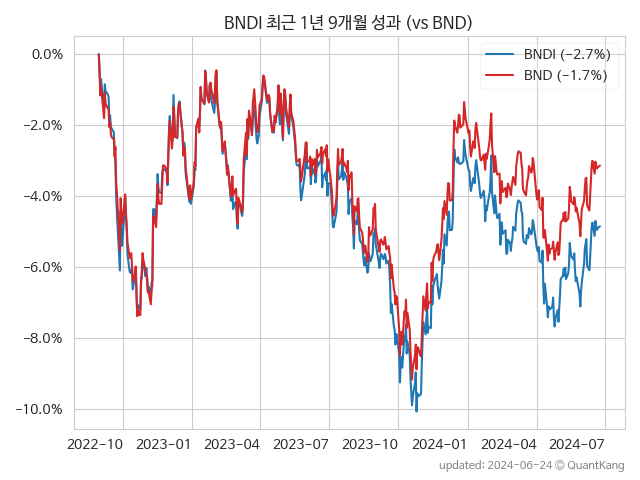 BNDI 최근 1년 9개월 성과 (vs BND)
BNDI (−2.7%)
BND (−1.7%)
0.0%
−2.0%
−4.0%
−6.0%
−8.0%
−10.0%
2022-10 2023-01 2023-04 2023-07 2023-10 2024-01 2024-04 2024-07
updated: 2024-06-24 © QuantKang